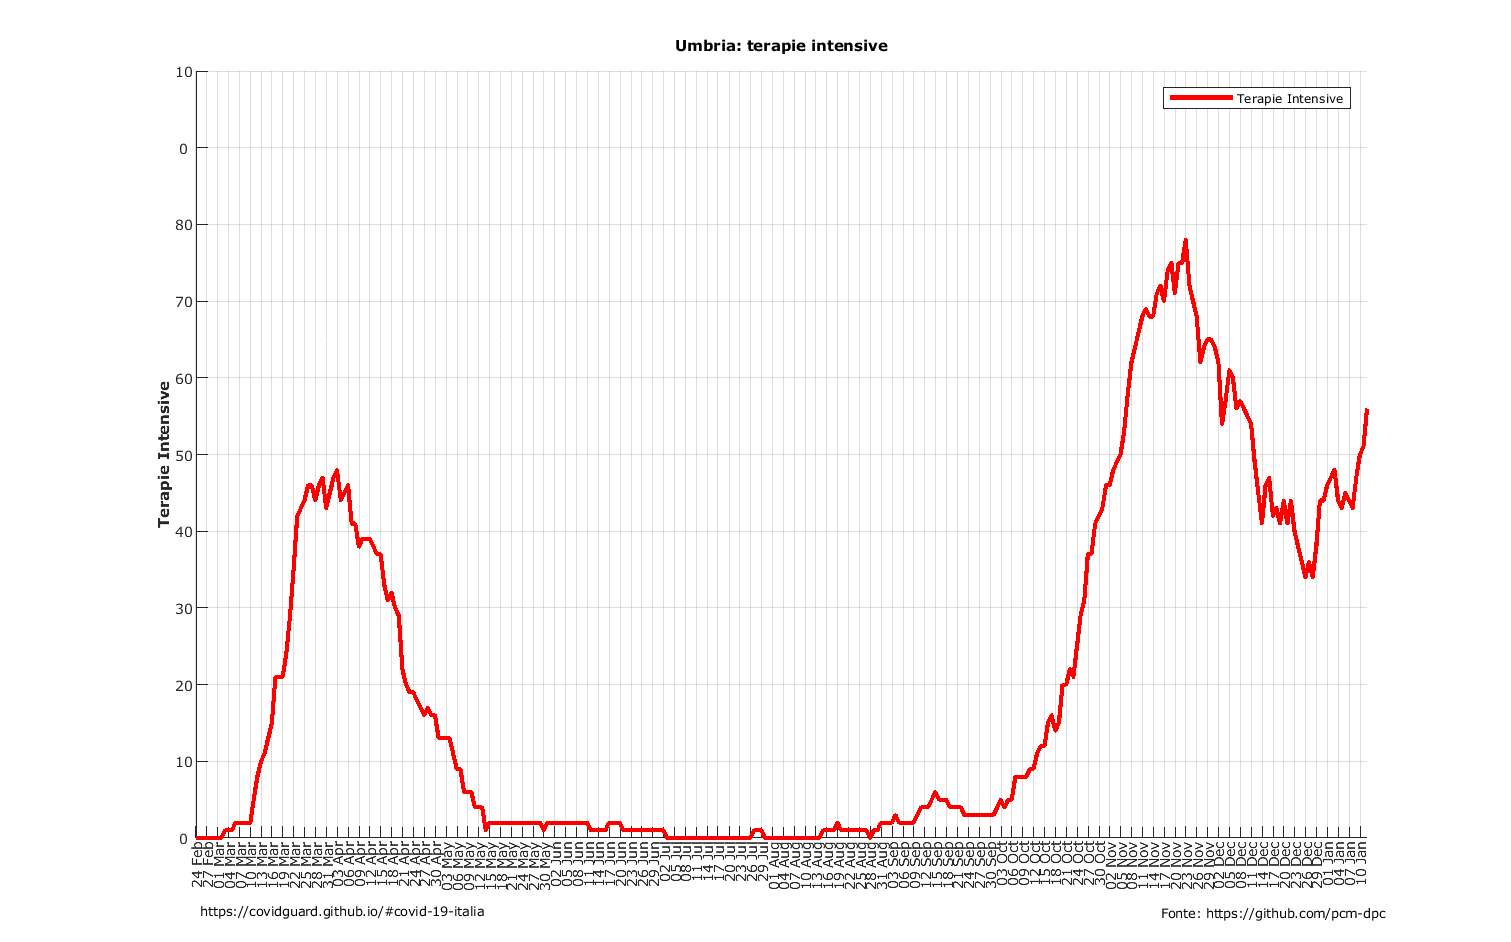 Umbria: terapie intensive
Terapie Intensive
Terapie Intensive
10
0
80
70
60
50
40
30
20
10
0
24 Feb
27 Feb
01 Mar
04 Mar
07 Mar
10 Mar
13 Mar
16 Mar
19 Mar
22 Mar
25 Mar
28 Mar
31 Mar
03 Apr
06 Apr
09 Apr
12 Apr
15 Apr
18 Apr
21 Apr
24 Apr
27 Apr
30 Apr
03 May
06 May
09 May
12 May
15 May
18 May
21 May
24 May
27 May
30 May
02 Jun
05 Jun
08 Jun
11 Jun
14 Jun
17 Jun
20 Jun
23 Jun
26 Jun
29 Jun
02 Jul
05 Jul
08 Jul
11 Jul
14 Jul
17 Jul
20 Jul
23 Jul
26 Jul
29 Jul
01 Aug
04 Aug
07 Aug
10 Aug
13 Aug
16 Aug
19 Aug
22 Aug
25 Aug
28 Aug
31 Aug
03 Sep
06 Sep
09 Sep
12 Sep
15 Sep
18 Sep
21 Sep
24 Sep
27 Sep
30 Sep
03 Oct
06 Oct
09 Oct
12 Oct
15 Oct
18 Oct
21 Oct
24 Oct
27 Oct
30 Oct
02 Nov
05 Nov
08 Nov
11 Nov
14 Nov
17 Nov
20 Nov
23 Nov
26 Nov
29 Nov
02 Dec
05 Dec
08 Dec
11 Dec
14 Dec
17 Dec
20 Dec
23 Dec
26 Dec
29 Dec
01 Jan
04 Jan
07 Jan
10 Jan
https://covidguard.github.io/#covid-19-italia
Fonte: https://github.com/pcm-dpc